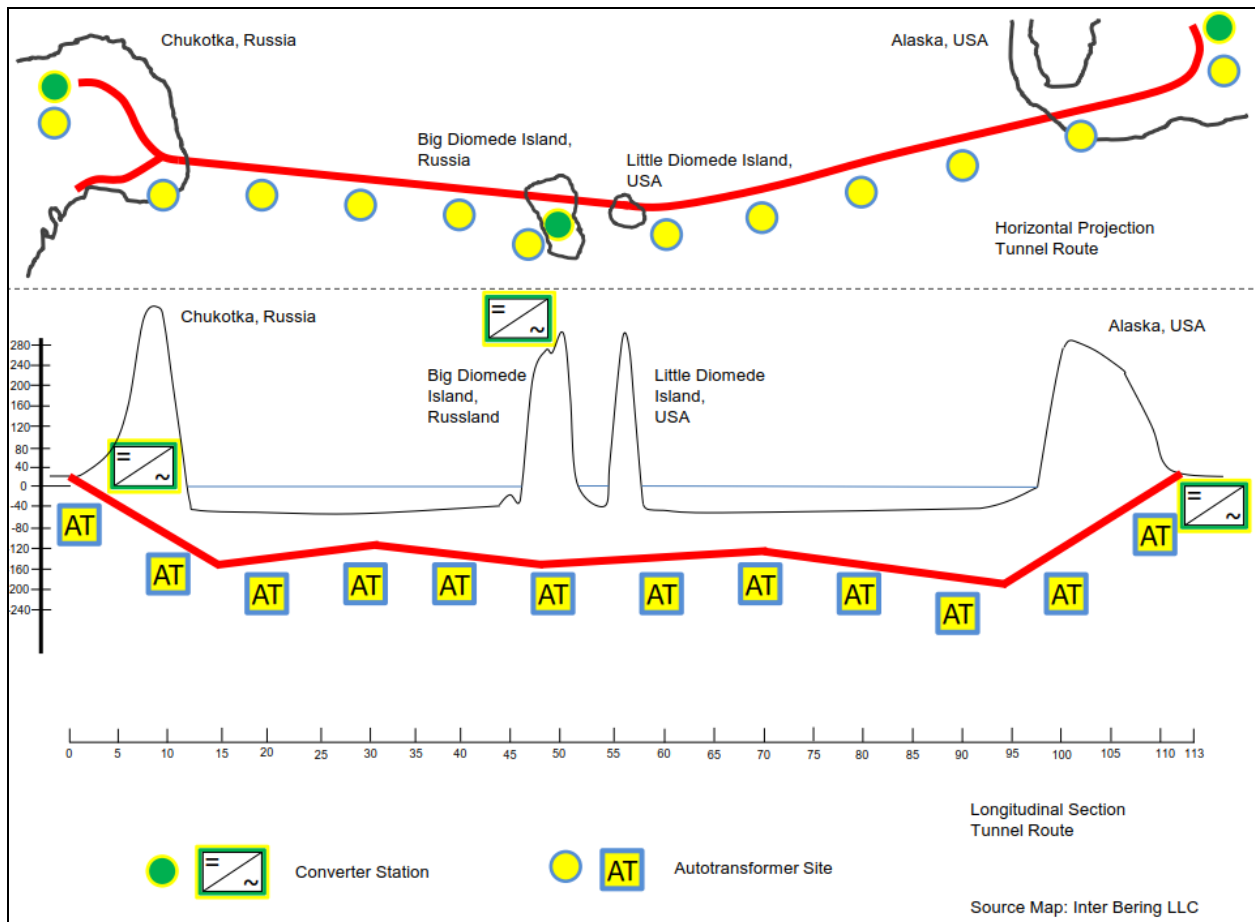 Chukotka, Russia
Alaska, USA
Big Diomede Island,
Russia
Little Diomede Island,
USA
Horizontal Projection
Tunnel Route
Chukotka, Russia
= ~
Alaska, USA
Big Diomede
Island,
Russland
Little Diomede
Island,
USA
280
240
200
160
120
80
40
0
-40
-80
120
160
200
240
= ~
= ~
AT
AT
AT
AT
AT
AT
AT
AT
AT
AT
AT
AT
0 5 10 15 20 25 30 35 40 45 50 55 60 65 70 75 80 85 90 95 100 105 110 113
Longitudinal Section
Tunnel Route
= ~
Converter Station
AT
Autotransformer Site
Source Map: Inter Bering LLC